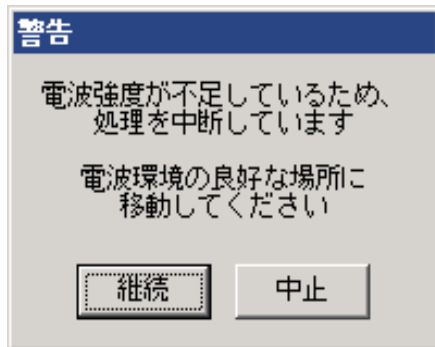 警告
電波強度が不足しているため、
処理を中断しています
電波環境の良好な場所に
移動してください
継続
中止